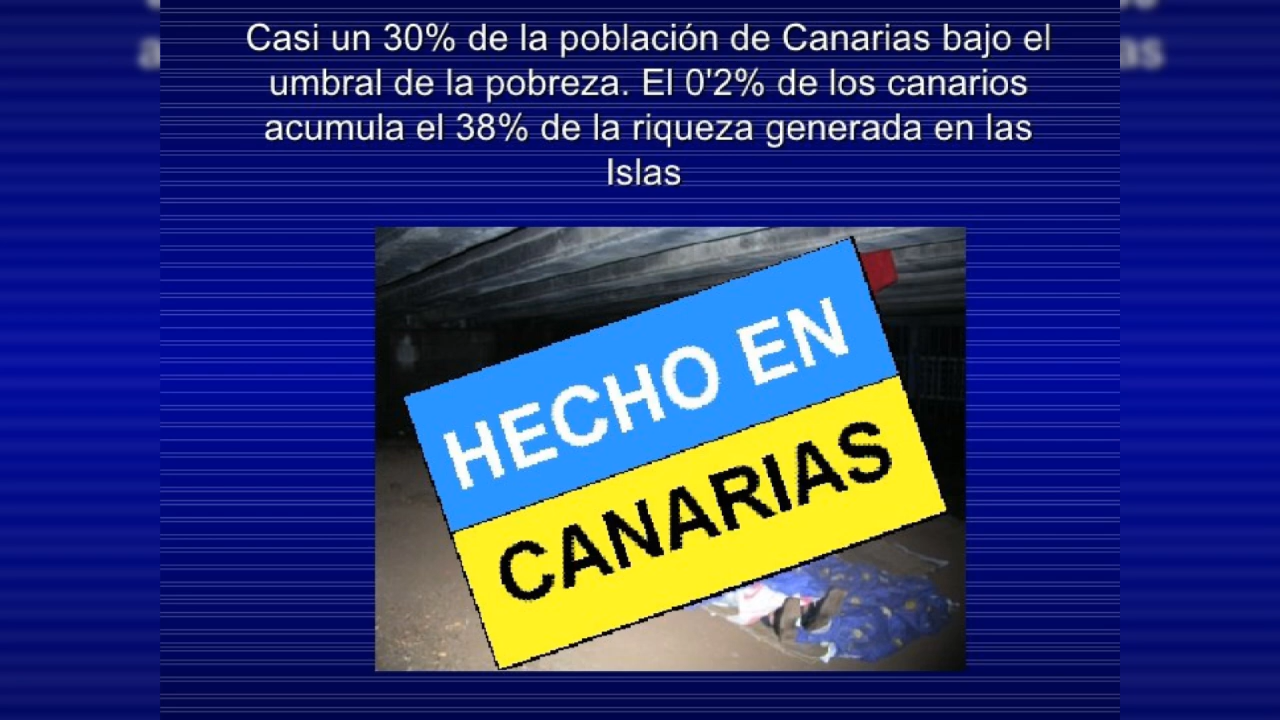 Casi un 30% de la población de Canarias bajo el
umbral de la pobreza. El 0'2% de los canarios
acumula el 38% de la riqueza generada en las
Islas
HECHO EN
CANARIAS